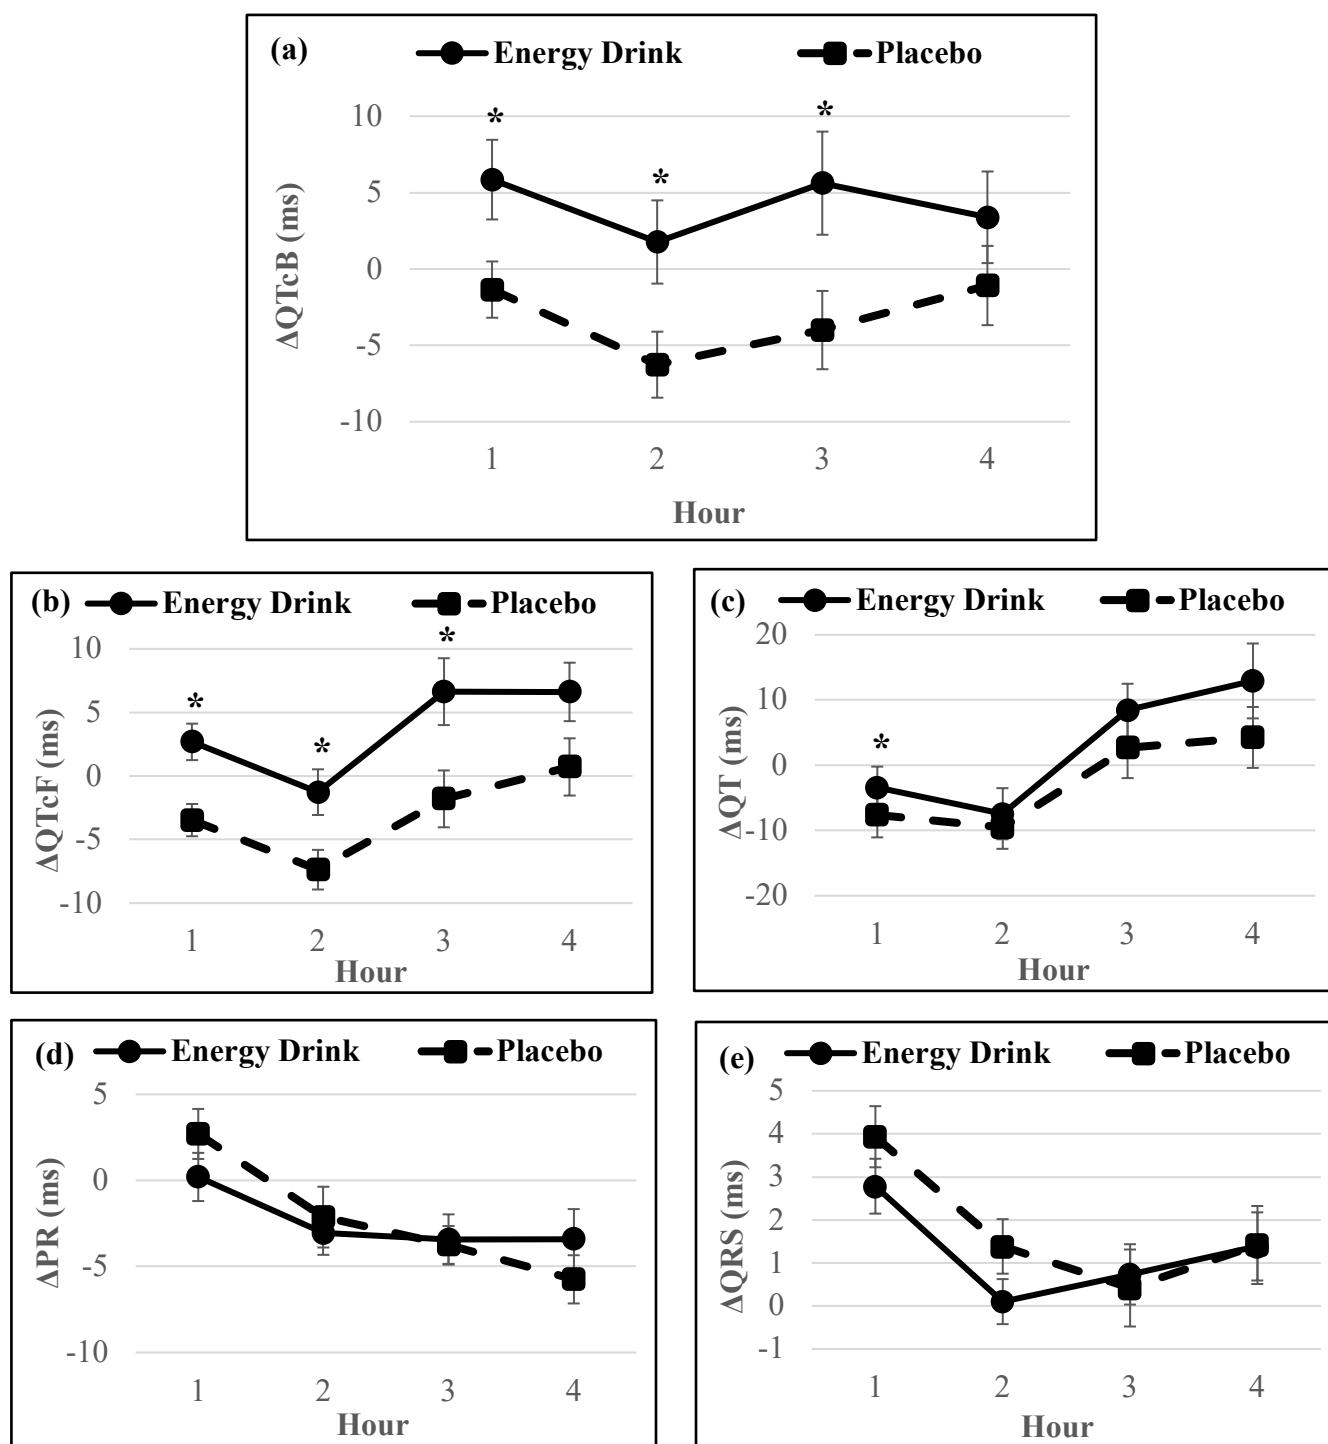 (a) Energy Drink Placebo
10
5
0
-5
-10
ΔQTcB (ms)
* * *
1 2 3 4
Hour
(b) Energy Drink Placebo
10
5
0
-5
-10
ΔQTcF (ms)
* * *
1 2 3 4
Hour
(c) Energy Drink Placebo
20
10
0
-10
-20
ΔQT (ms)
*
1 2 3 4
Hour
(d) Energy Drink Placebo
5
0
-5
-10
ΔPR (ms)
1 2 3 4
Hour
(e) Energy Drink Placebo
5
4
3
2
1
0
-1
ΔQRS (ms)
1 2 3 4
Hour